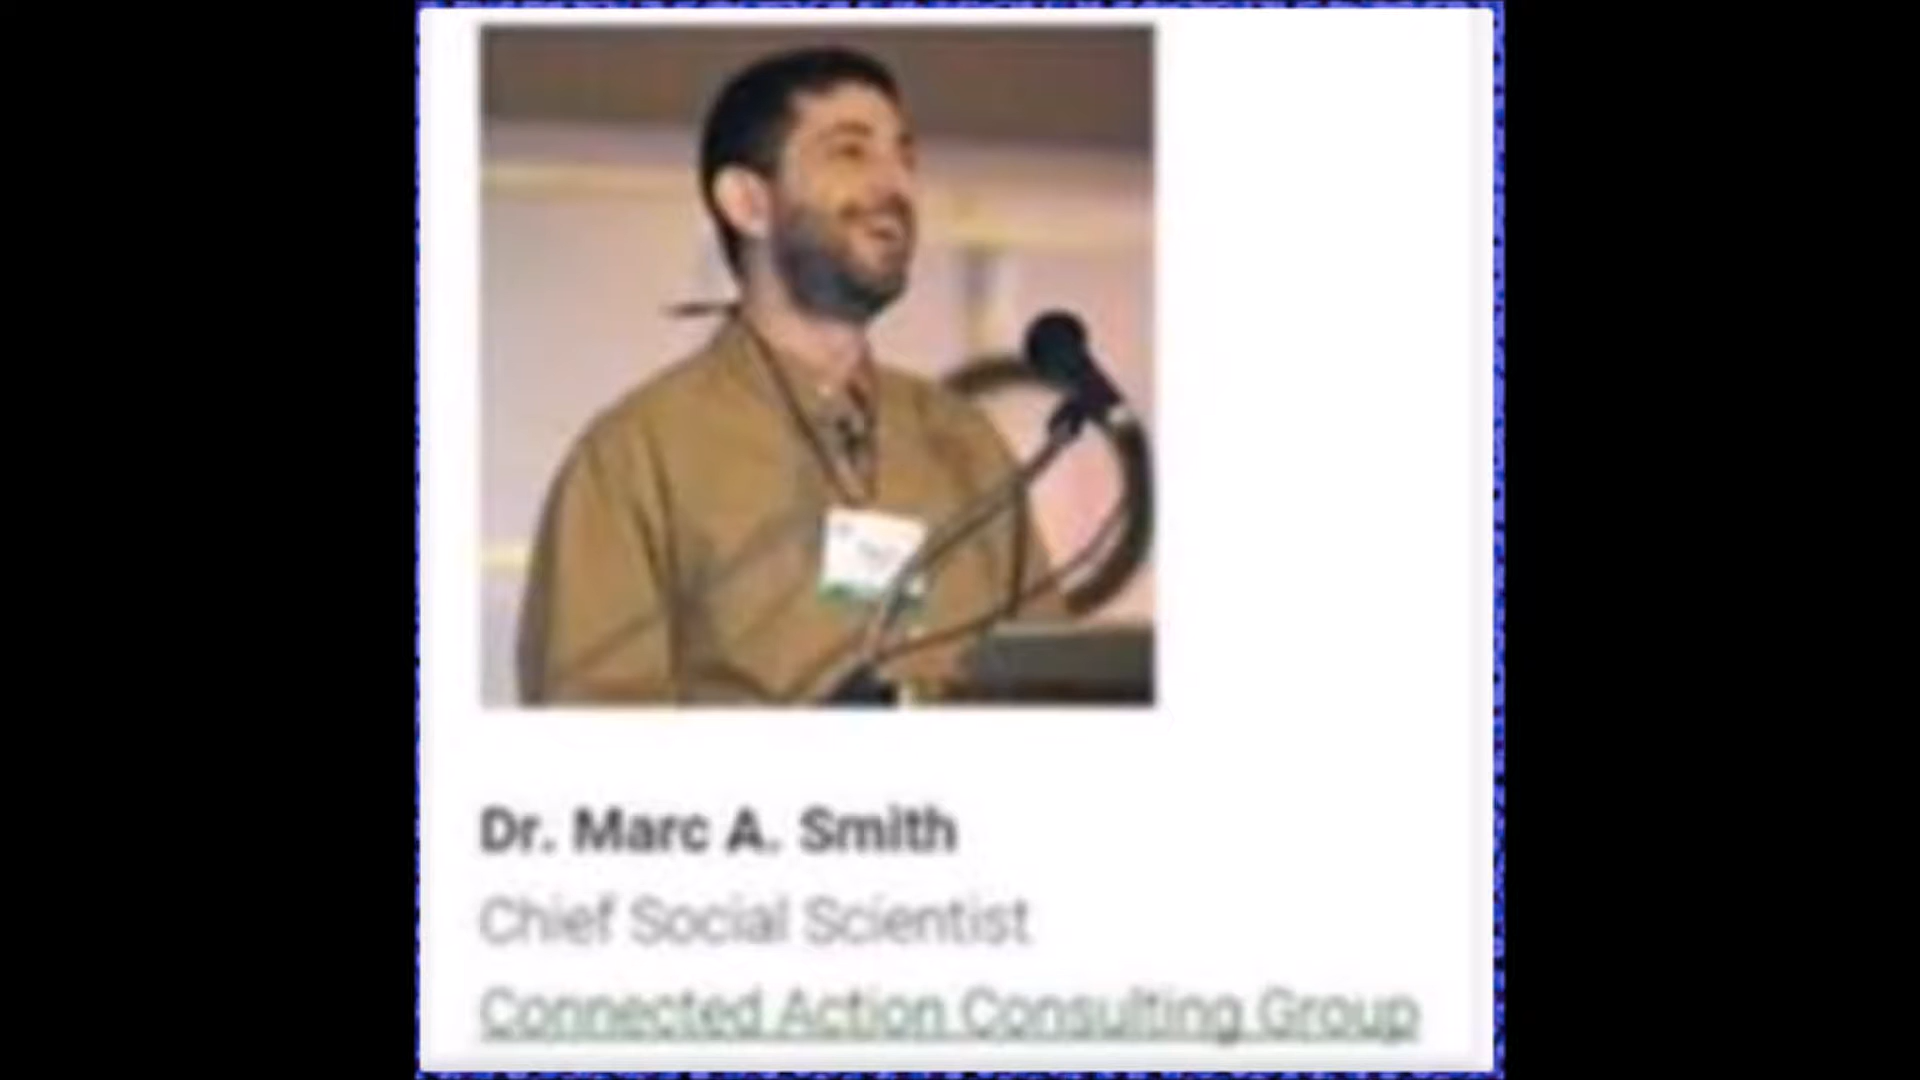 Dr. Marc A. Smith
Chief Social Scientist
Connected Action Consulting Group